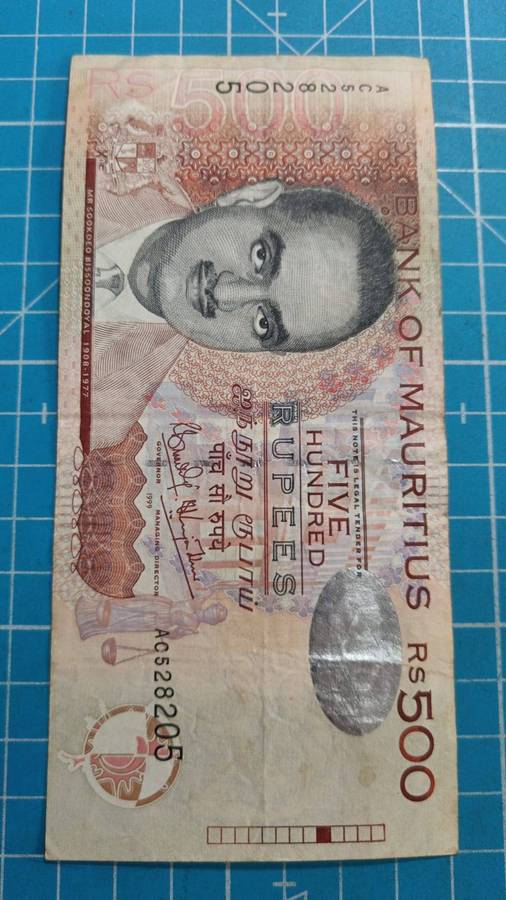 RS 500
AC528205
BANK OF MAURITIUS RS 500
THIS NOTE IS LEGAL TENDER FOR
FIVE
HUNDRED
RUPEES
ஐந்நூறு ரூபாய்
पाँच सौ रुपये
GOVERNOR 1999 MANAGING DIRECTOR
AC528205
MR SOOKDEO BISSOONDOYAL 1908-1977